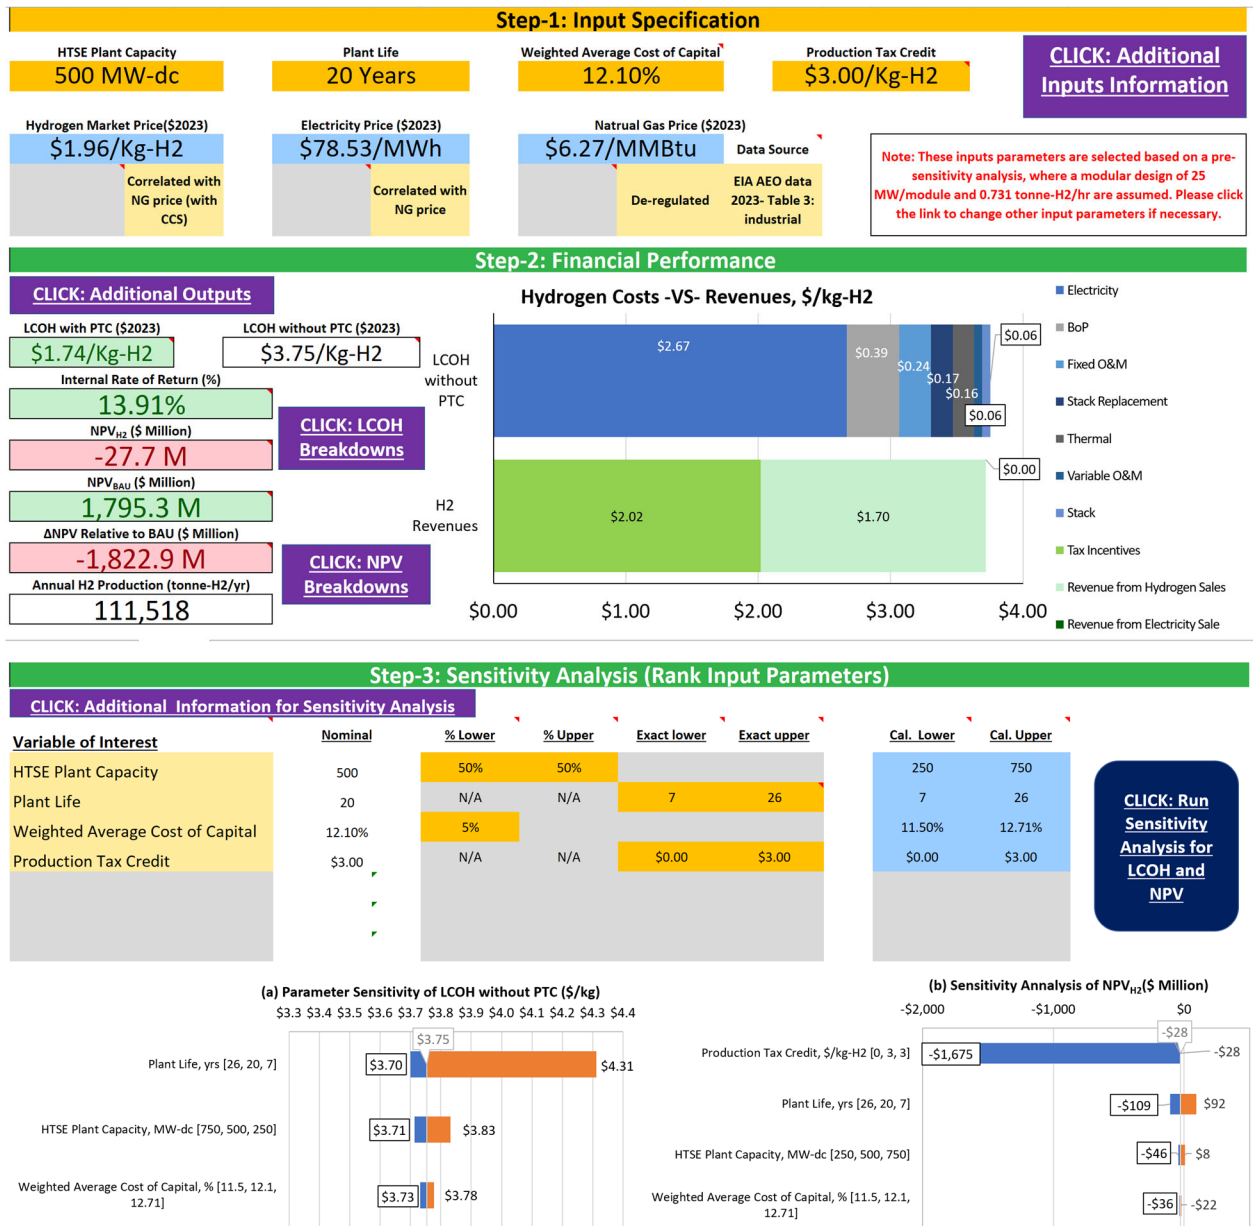 Step-1: Input Specification
HTSE Plant Capacity
Plant Life
Weighted Average Cost of Capital
Production Tax Credit
500 MW-dc
20 Years
12.10%
$3.00/Kg-H2
CLICK: Additional
Inputs Information
Hydrogen Market Price($2023)
Electricity Price ($2023)
Natrual Gas Price ($2023)
$1.96/Kg-H2
$78.53/MWh
$6.27/MMBtu
Data Source
Correlated with
NG price (with
CCS)
Correlated with
NG price
De-regulated
EIA AEO data
2023- Table 3:
industrial
Note: These inputs parameters are selected based on a pre-
sensitivity analysis, where a modular design of 25
MW/module and 0.731 tonne-H2/hr are assumed. Please click
the link to change other input parameters if necessary.
Step-2: Financial Performance
CLICK: Additional Outputs
LCOH with PTC ($2023)
LCOH without PTC ($2023)
$1.74/Kg-H2
$3.75/Kg-H2
Internal Rate of Return (%)
13.91%
NPVH2 ($ Million)
-27.7 M
NPVBAU ($ Million)
1,795.3 M
ΔNPV Relative to BAU ($ Million)
-1,822.9 M
Annual H2 Production (tonne-H2/yr)
111,518
CLICK: LCOH
Breakdowns
CLICK: NPV
Breakdowns
Hydrogen Costs -VS- Revenues, $/kg-H2
LCOH
without
PTC
$2.67
$0.39
$0.24
$0.17
$0.16
$0.06
$0.06
H2
Revenues
$2.02
$1.70
$0.00
$0.00
$1.00
$2.00
$3.00
$4.00
Electricity
BoP
Fixed O&M
Stack Replacement
Thermal
Variable O&M
Stack
Tax Incentives
Revenue from Hydrogen Sales
Revenue from Electricity Sale
Step-3: Sensitivity Analysis (Rank Input Parameters)
CLICK: Additional  Information for Sensitivity Analysis
Variable of Interest
Nominal
% Lower
% Upper
Exact lower
Exact upper
Cal. Lower
Cal. Upper
HTSE Plant Capacity
500
50%
50%
250
750
Plant Life
20
N/A
N/A
7
26
7
26
Weighted Average Cost of Capital
12.10%
5%
11.50%
12.71%
Production Tax Credit
$3.00
N/A
N/A
$0.00
$3.00
$0.00
$3.00
CLICK: Run
Sensitivity
Analysis for
LCOH and
NPV
(a) Parameter Sensitivity of LCOH without PTC ($/kg)
$3.3 $3.4 $3.5 $3.6 $3.7 $3.8 $3.9 $4.0 $4.1 $4.2 $4.3 $4.4
$3.75
Plant Life, yrs [26, 20, 7]
$3.70
$4.31
HTSE Plant Capacity, MW-dc [750, 500, 250]
$3.71
$3.83
Weighted Average Cost of Capital, % [11.5, 12.1,
12.71]
$3.73
$3.78
(b) Sensitivity Annalysis of NPVH2($ Million)
-$2,000
-$1,000
$0
-$28
Production Tax Credit, $/kg-H2 [0, 3, 3]
-$1,675
-$28
Plant Life, yrs [26, 20, 7]
-$109
$92
HTSE Plant Capacity, MW-dc [250, 500, 750]
-$46
$8
Weighted Average Cost of Capital, % [11.5, 12.1,
12.71]
-$36
-$22